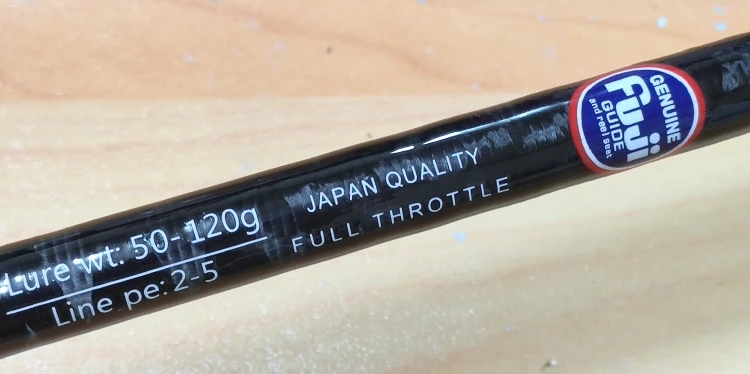 Lure wt: 50-120g
Line pe: 2-5
JAPAN QUALITY
FULL THROTTLE
GENUINE
Fuji
GUIDE
and reel seat